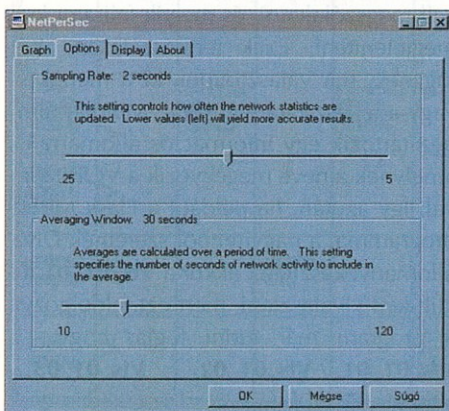 NetPerSec
Graph Options Display About
Sampling Rate: 2 seconds
This setting controls how often the network statistics are
updated. Lower values (left) will yield more accurate results.
.25 5
Averaging Window: 30 seconds
Averages are calculated over a period of time. This setting
specifies the number of seconds of network activity to include in
the average.
10 120
OK Mégse Súgó